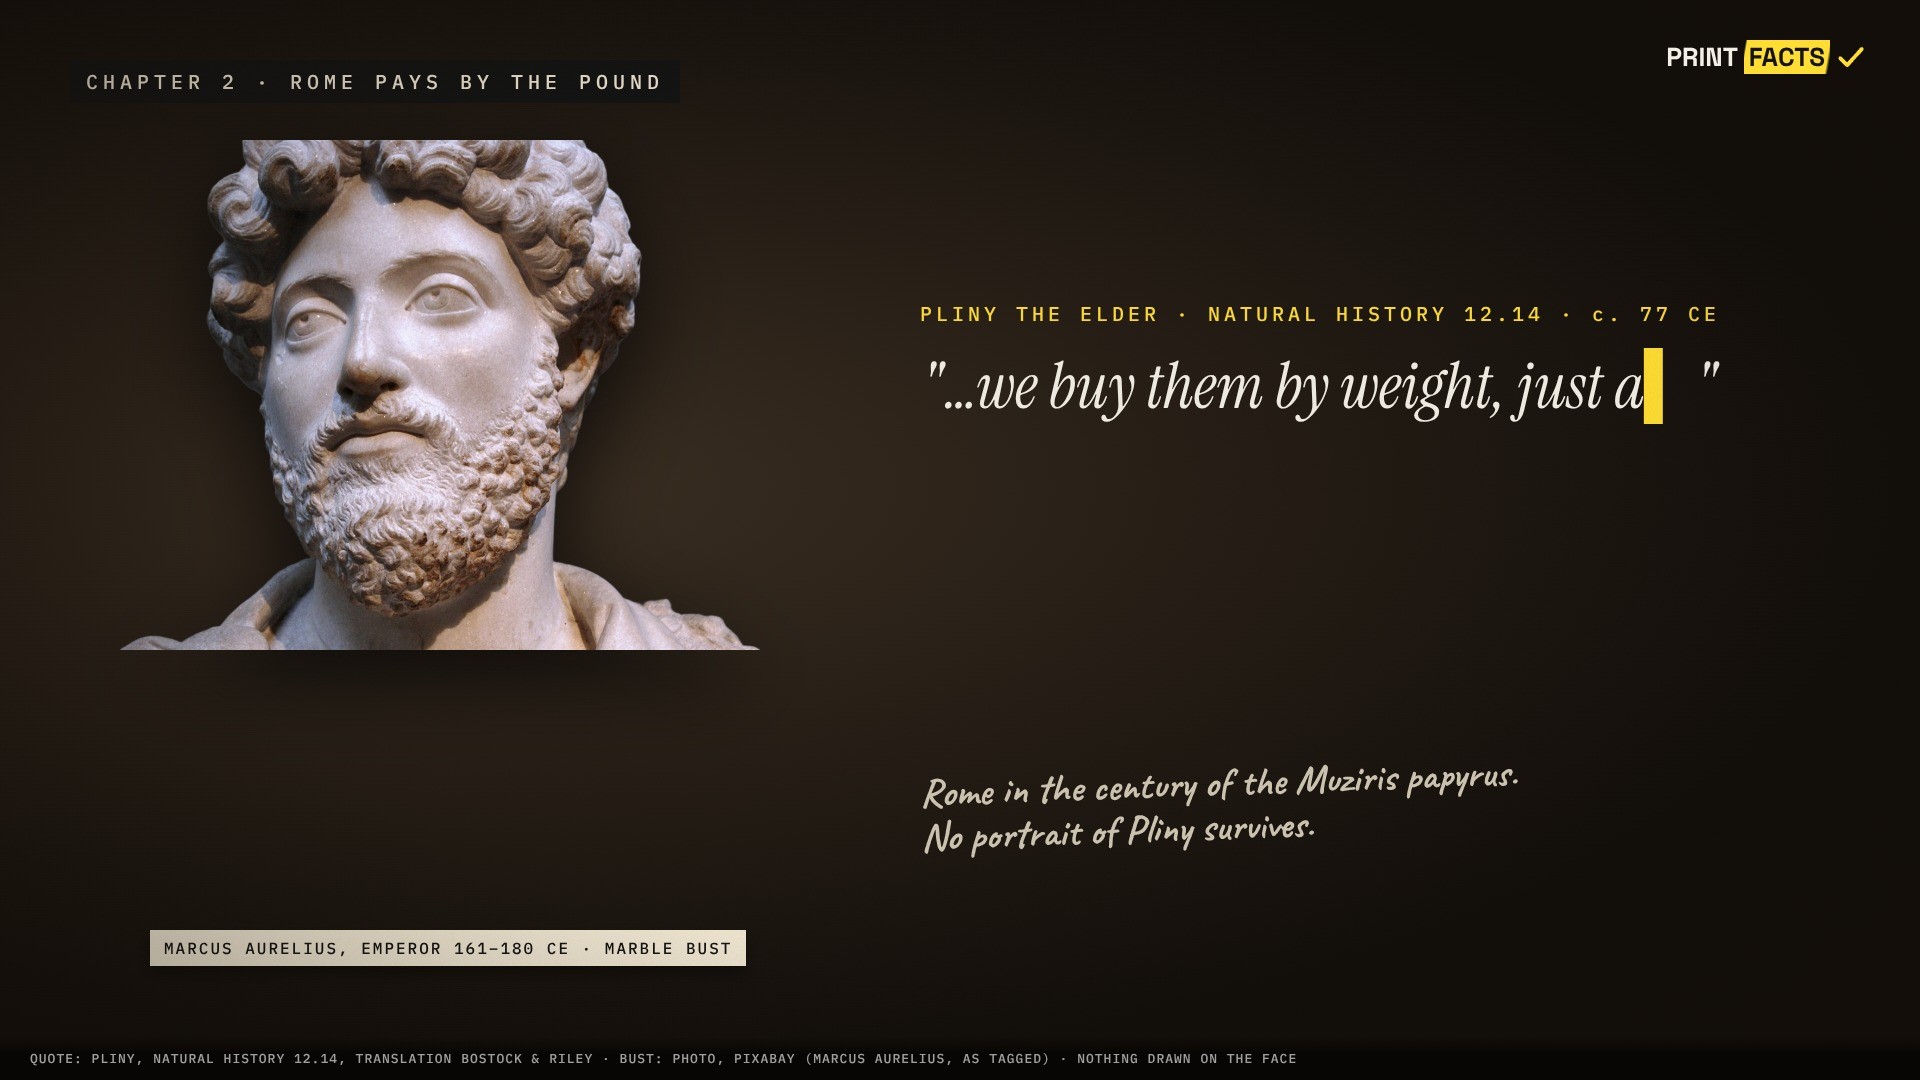 CHAPTER 2 · ROME PAYS BY THE POUND
PRINT FACTS
PLINY THE ELDER · NATURAL HISTORY 12.14 · c. 77 CE
"...we buy them by weight, just a "
Rome in the century of the Muziris papyrus.
No portrait of Pliny survives.
MARCUS AURELIUS, EMPEROR 161–180 CE · MARBLE BUST
QUOTE: PLINY, NATURAL HISTORY 12.14, TRANSLATION BOSTOCK & RILEY · BUST: PHOTO, PIXABAY (MARCUS AURELIUS, AS TAGGED) · NOTHING DRAWN ON THE FACE